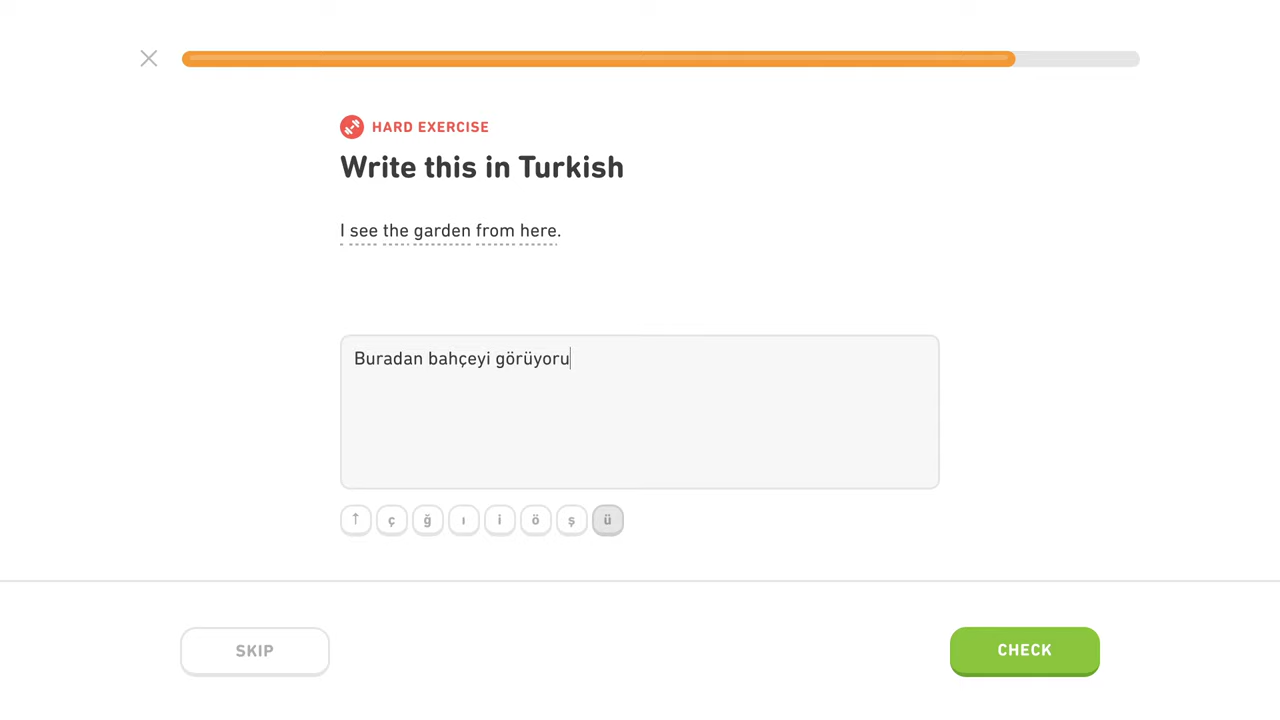 HARD EXERCISE
Write this in Turkish
I see the garden from here.
Buradan bahçeyi görüyoru
↑ ç ğ ı i ö ş ü
SKIP
CHECK